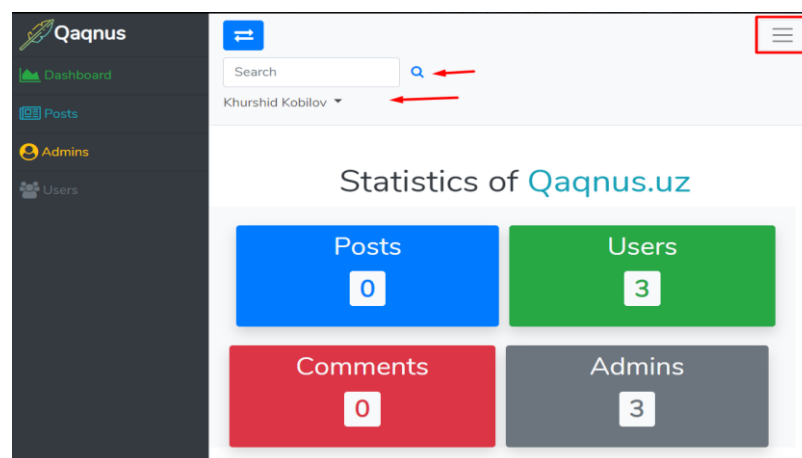 Qaqnus
Dashboard
Posts
Admins
Users
Search
Khurshid Kobilov
Statistics of Qaqnus.uz
Posts
0
Users
3
Comments
0
Admins
3